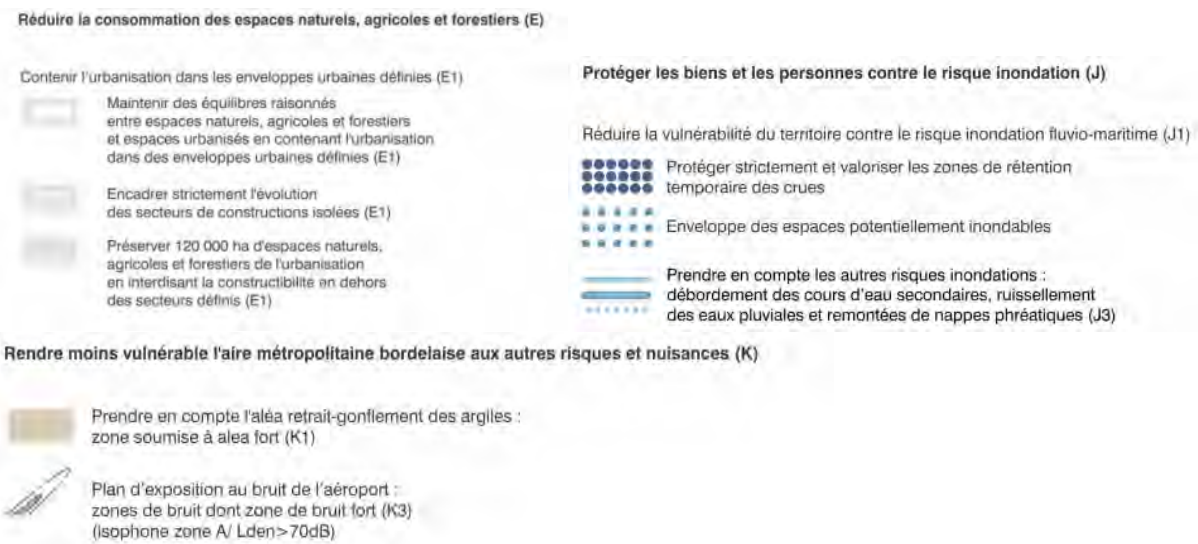 Réduire la consommation des espaces naturels, agricoles et forestiers (E)
Contenir l'urbanisation dans les enveloppes urbaines définies (E1)
Maintenir des équilibres raisonnés
entre espaces naturels, agricoles et forestiers
et espaces urbanisés en contenant l'urbanisation
dans des enveloppes urbaines définies (E1)
Encadrer strictement l'évolution
des secteurs de constructions isolées (E1)
Préserver 120 000 ha d'espaces naturels,
agricoles et forestiers de l'urbanisation
en interdisant la constructibilité en dehors
des secteurs définis (E1)
Protéger les biens et les personnes contre le risque inondation (J)
Réduire la vulnérabilité du territoire contre le risque inondation fluvio-maritime (J1)
Protéger strictement et valoriser les zones de rétention
temporaire des crues
Enveloppe des espaces potentiellement inondables
Prendre en compte les autres risques inondations :
débordement des cours d'eau secondaires, ruissellement
des eaux pluviales et remontées de nappes phréatiques (J3)
Rendre moins vulnérable l'aire métropolitaine bordelaise aux autres risques et nuisances (K)
Prendre en compte l'aléa retrait-gonflement des argiles :
zone soumise à alea fort (K1)
Plan d'exposition au bruit de l'aéroport :
zones de bruit dont zone de bruit fort (K3)
(isophone zone A/ Lden>70dB)